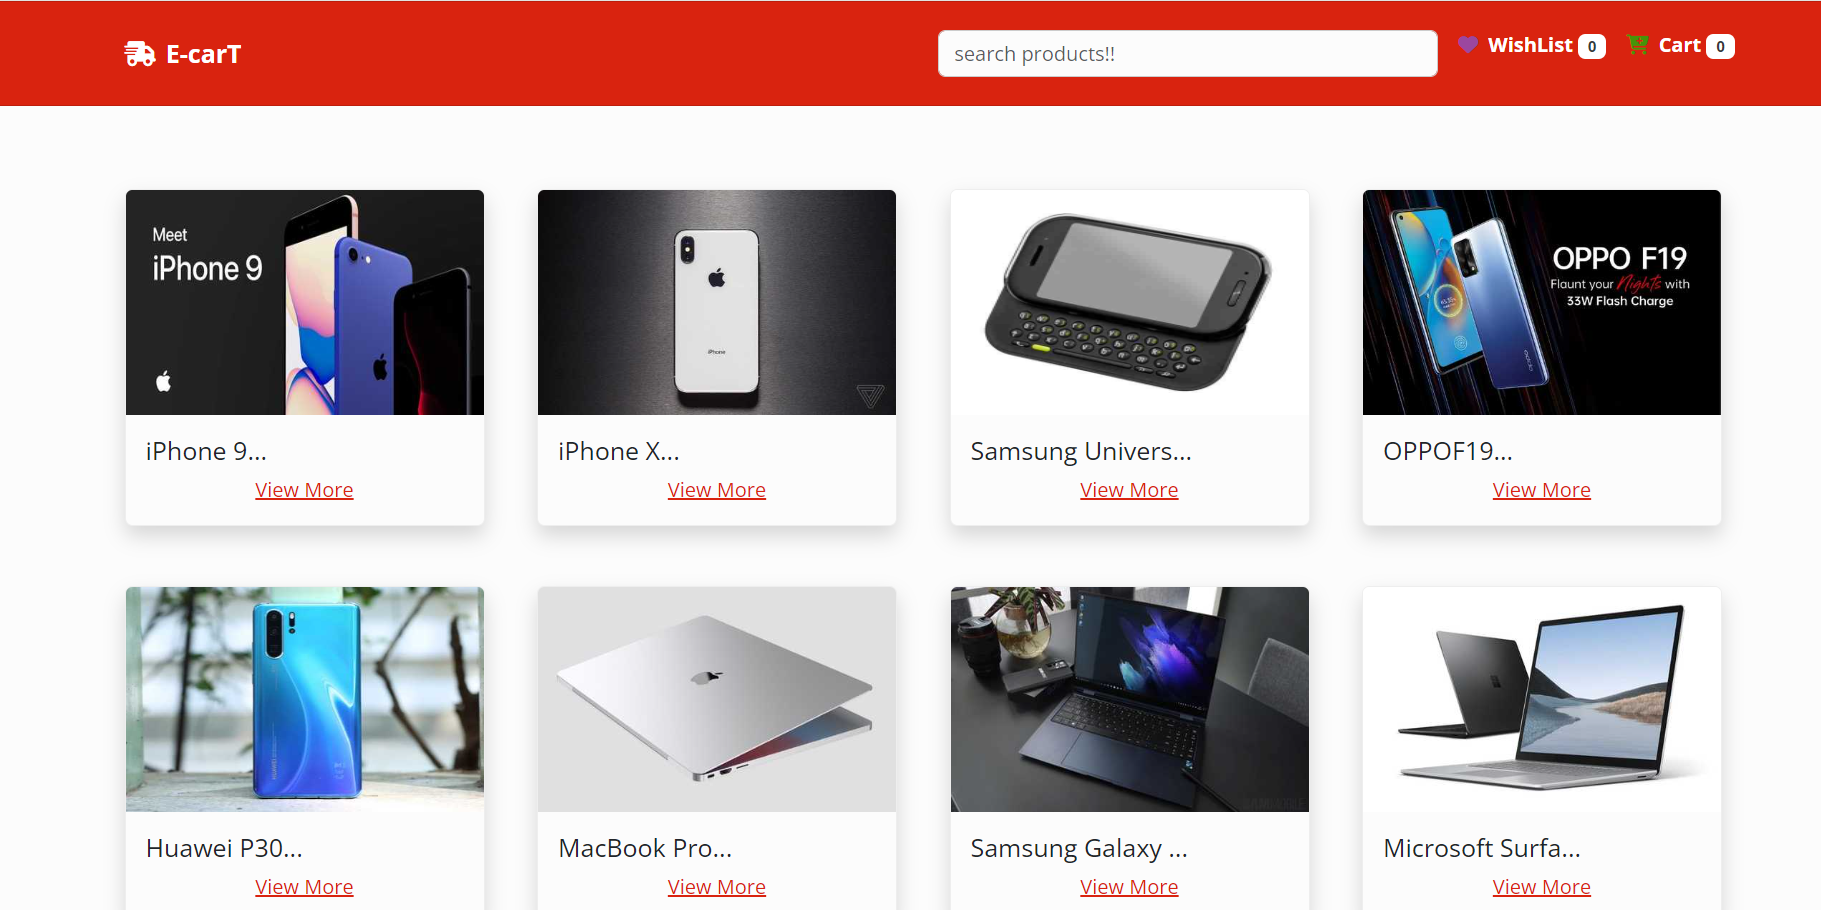 E-carT
search products!!
WishList 0
Cart 0
Meet
iPhone 9
iPhone
OPPO F19
Flaunt your Nights with
33W Flash Charge
iPhone 9...
View More
iPhone X...
View More
Samsung Univers...
View More
OPPOF19...
View More
Huawei P30...
View More
MacBook Pro...
View More
Samsung Galaxy ...
View More
Microsoft Surfa...
View More